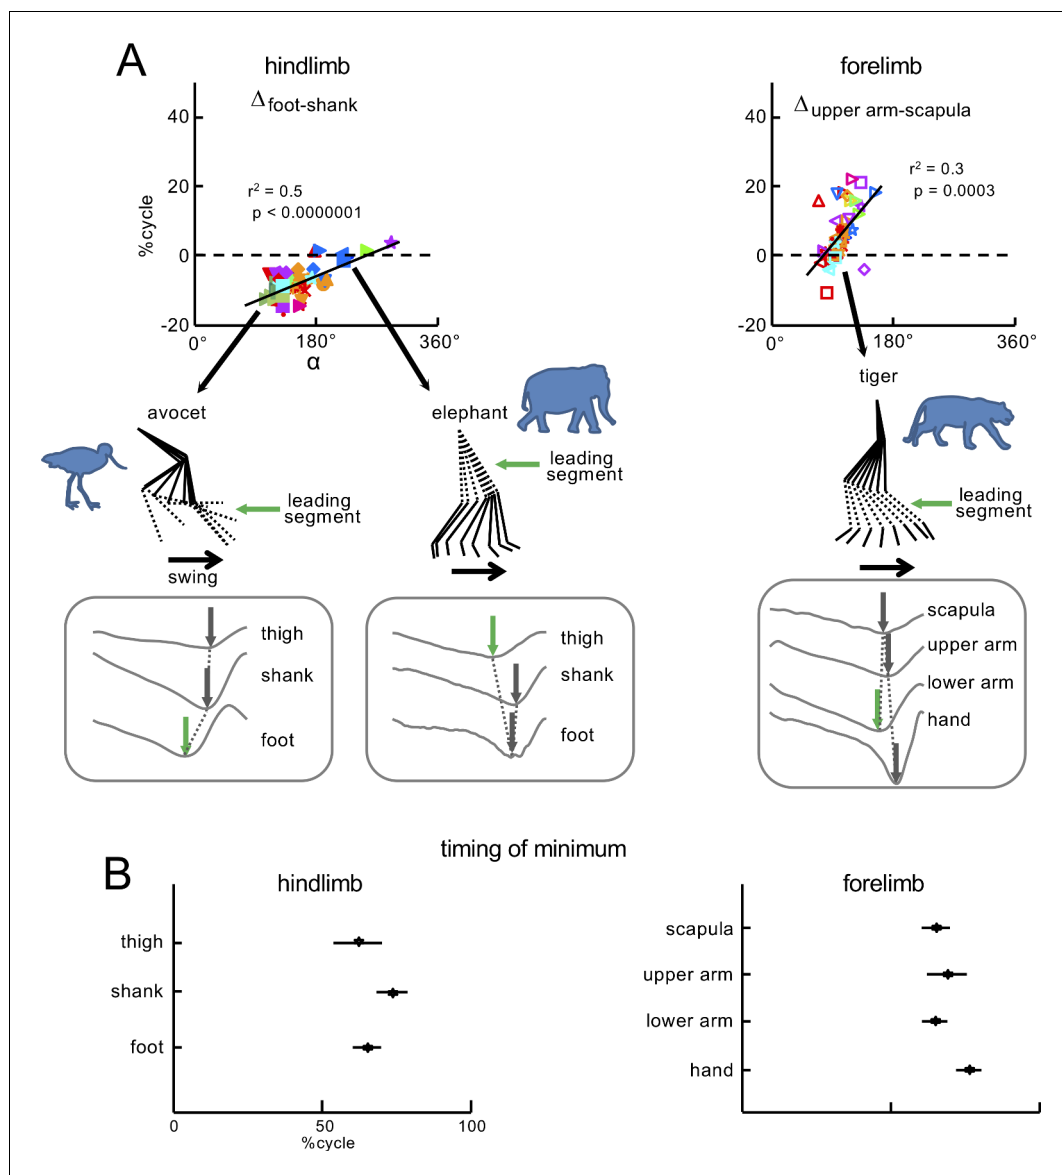 A
hindlimb
forelimb
Δfoot-shank
Δupper arm-scapula
%cycle
40
20
0
-20
r² = 0.5
p < 0.0000001
0°
180°
360°
α
40
20
0
-20
r² = 0.3
p = 0.0003
0°
180°
360°
avocet
elephant
tiger
leading
segment
leading
segment
leading
segment
swing
thigh
shank
foot
thigh
shank
foot
scapula
upper arm
lower arm
hand
timing of minimum
B
hindlimb
forelimb
thigh
shank
foot
0
50
100
%cycle
scapula
upper arm
lower arm
hand